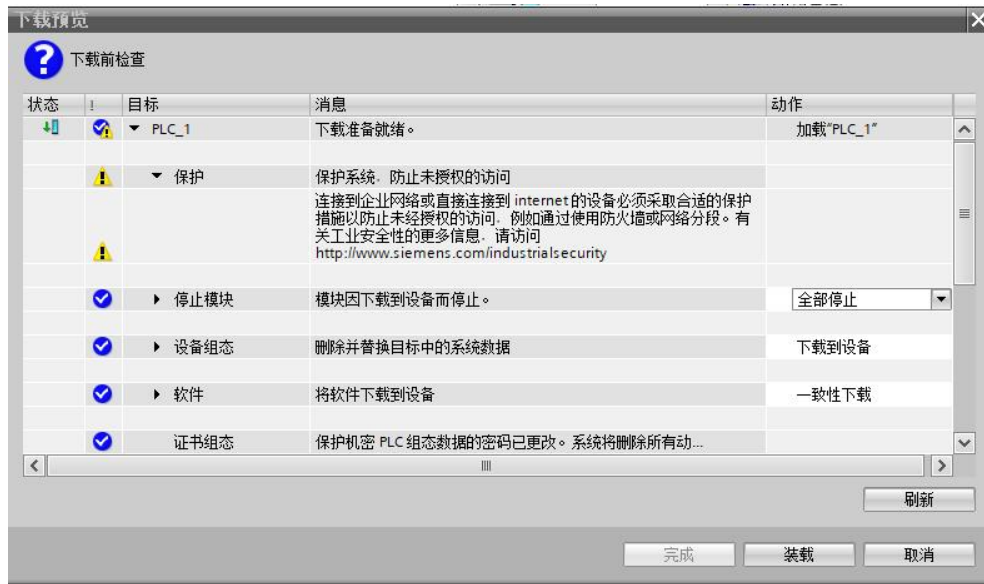 下载预览
下载前检查
状态 ! 目标 消息 动作
PLC_1 下载准备就绪。 加载"PLC_1"
保护 保护系统，防止未授权的访问
连接到企业网络或直接连接到 internet 的设备必须采取合适的保护
措施以防止未经授权的访问，例如通过使用防火墙或网络分段。有
关工业安全性的更多信息，请访问
http://www.siemens.com/industrialsecurity
停止模块 模块因下载到设备而停止。 全部停止
设备组态 删除并替换目标中的系统数据 下载到设备
软件 将软件下载到设备 一致性下载
证书组态 保护机密 PLC 组态数据的密码已更改。系统将删除所有动...
刷新
完成 装载 取消